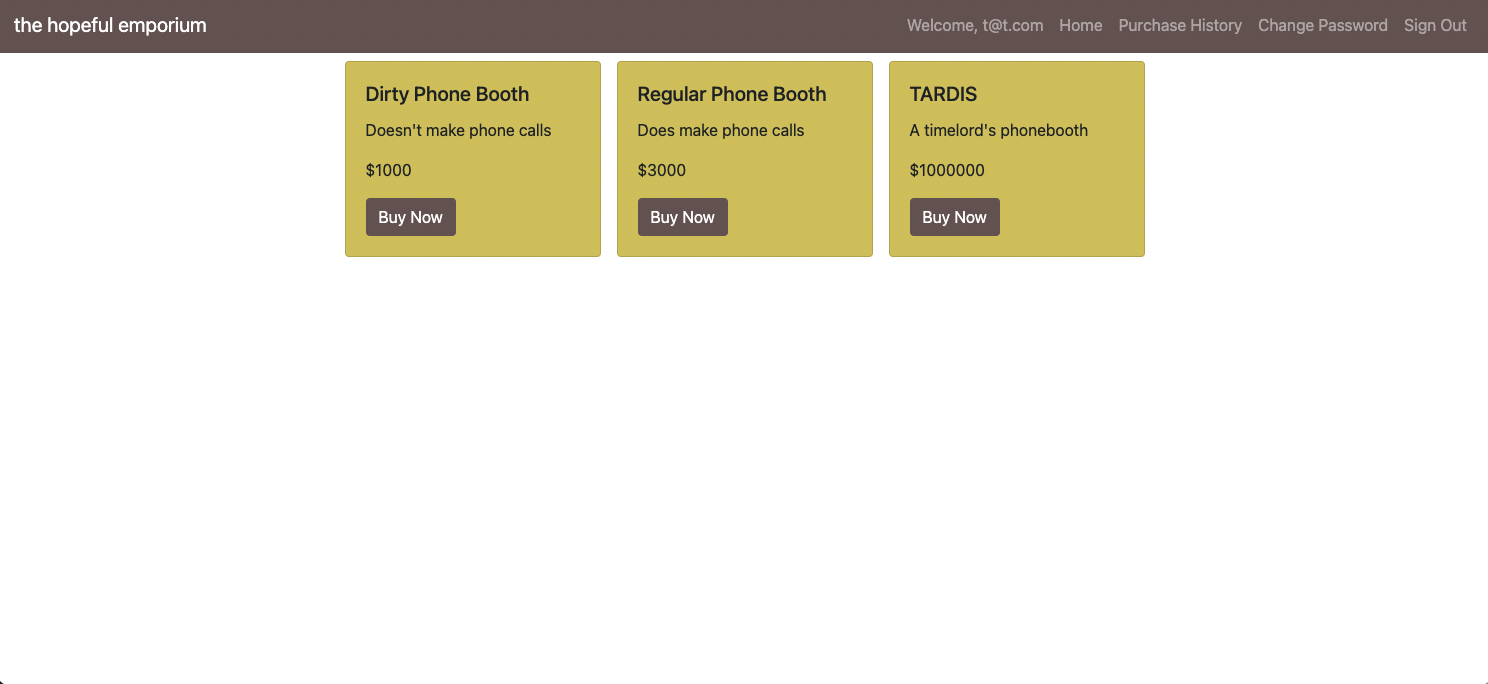 the hopeful emporium
Welcome, t@t.com Home Purchase History Change Password Sign Out
Dirty Phone Booth
Doesn't make phone calls
$1000
Buy Now
Regular Phone Booth
Does make phone calls
$3000
Buy Now
TARDIS
A timelord's phonebooth
$1000000
Buy Now